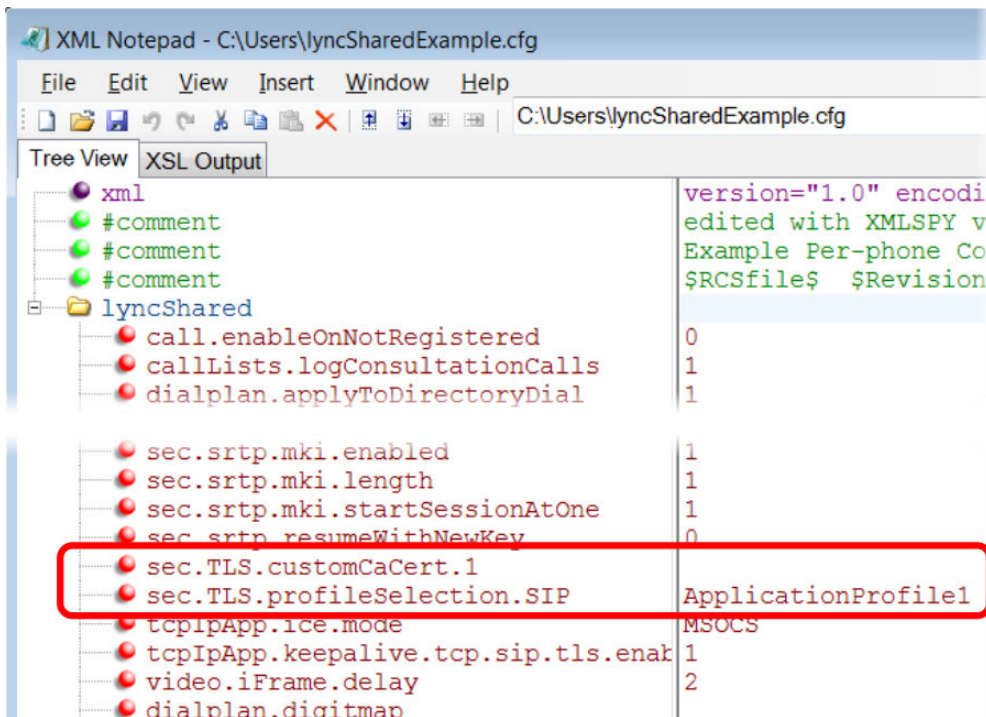 XML Notepad - C:\Users\lyncSharedExample.cfg
File Edit View Insert Window Help
C:\Users\lyncSharedExample.cfg
Tree View XSL Output
xml version="1.0" encodi
#comment edited with XMLSPY v
#comment Example Per-phone Co
#comment $RCSfile$ $Revision
lyncShared
call.enableOnNotRegistered 0
callLists.logConsultationCalls 1
dialplan.applyToDirectoryDial 1
sec.srtp.mki.enabled 1
sec.srtp.mki.length 1
sec.srtp.mki.startSessionAtOne 1
sec.srtp.resumeWithNewKey 0
sec.TLS.customCaCert.1
sec.TLS.profileSelection.SIP ApplicationProfile1
tcpIpApp.ice.mode MSOCS
tcpIpApp.keepalive.tcp.sip.tls.enab 1
video.iFrame.delay 2
dialplan.digitmap